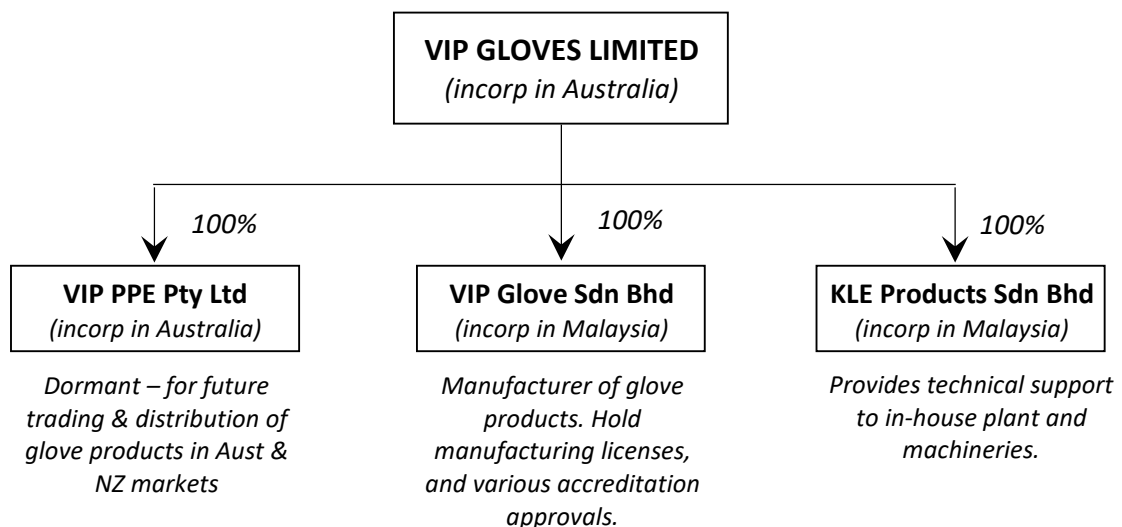 VIP GLOVES LIMITED
(incorp in Australia)
100%
100%
100%
VIP PPE Pty Ltd
(incorp in Australia)
Dormant – for future
trading & distribution of
glove products in Aust &
NZ markets
VIP Glove Sdn Bhd
(incorp in Malaysia)
Manufacturer of glove
products. Hold
manufacturing licenses,
and various accreditation
approvals.
KLE Products Sdn Bhd
(incorp in Malaysia)
Provides technical support
to in-house plant and
machineries.